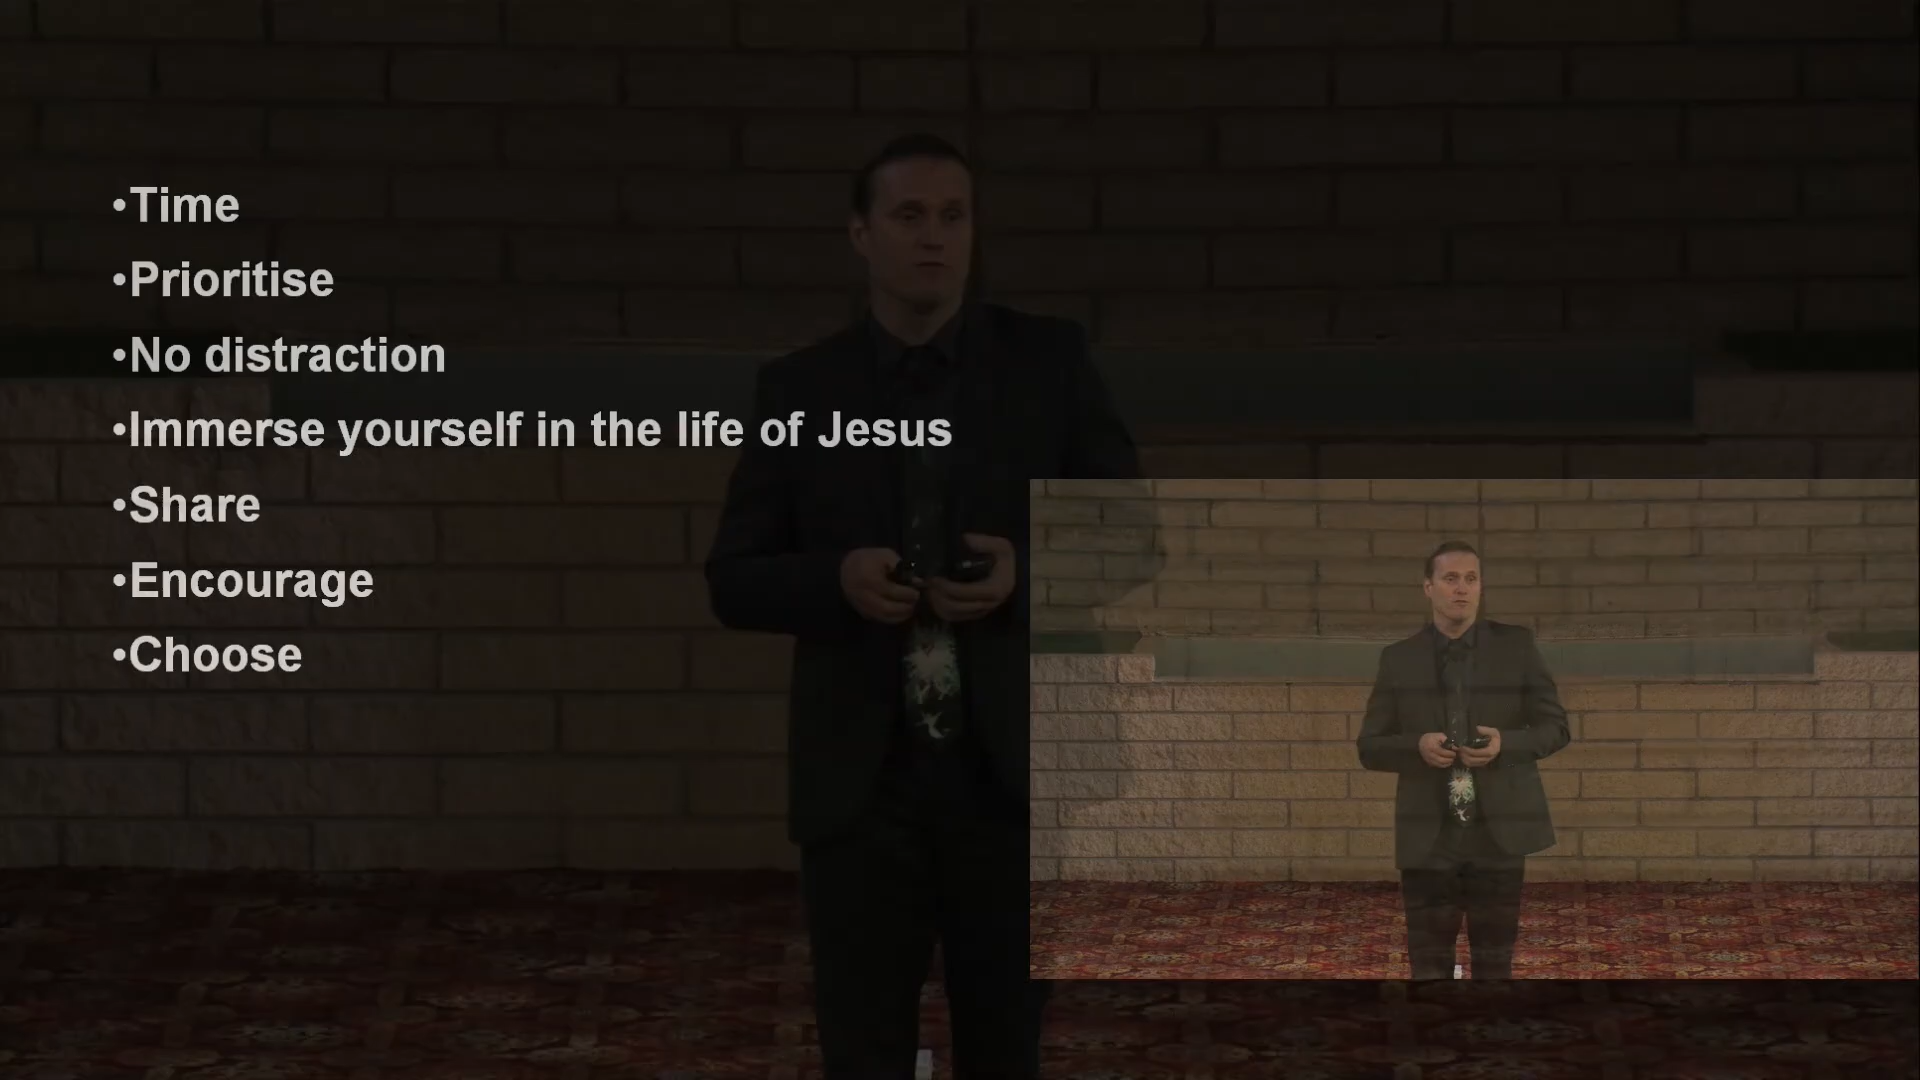 •Time
•Prioritise
•No distraction
•Immerse yourself in the life of Jesus
•Share
•Encourage
•Choose